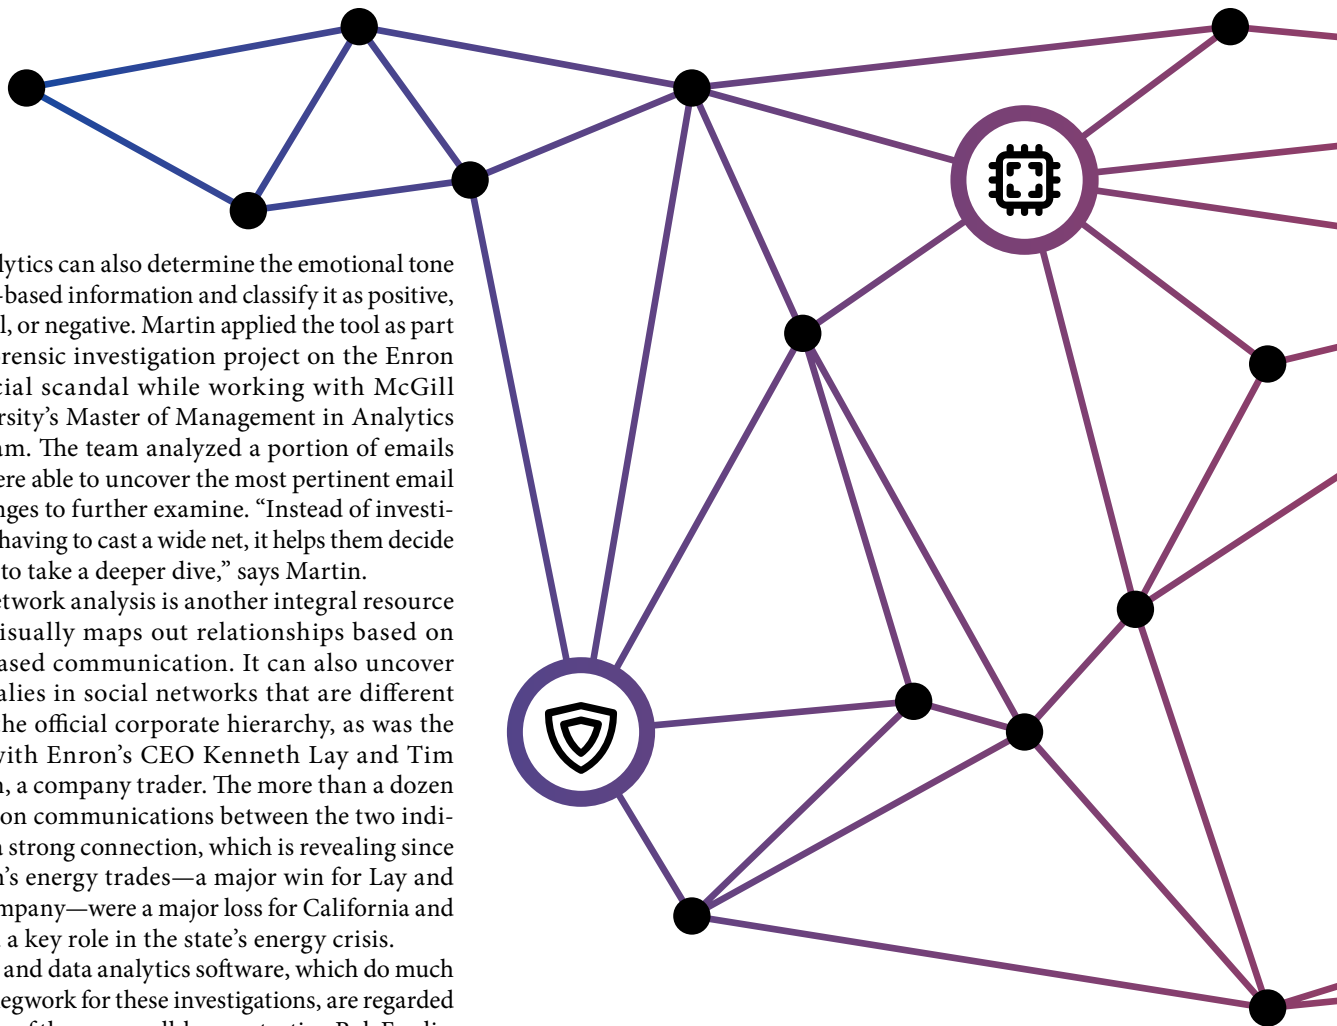 lytics can also determine the emotional tone
-based information and classify it as positive,
l, or negative. Martin applied the tool as part
rensic investigation project on the Enron
cial scandal while working with McGill
rsity’s Master of Management in Analytics
am. The team analyzed a portion of emails
ere able to uncover the most pertinent email
nges to further examine. “Instead of investi-
having to cast a wide net, it helps them decide
to take a deeper dive,” says Martin.
etwork analysis is another integral resource
isually maps out relationships based on
ased communication. It can also uncover
alies in social networks that are different
he official corporate hierarchy, as was the
with Enron’s CEO Kenneth Lay and Tim
n, a company trader. The more than a dozen
on communications between the two indi-
a strong connection, which is revealing since
n’s energy trades—a major win for Lay and
mpany—were a major loss for California and
a key role in the state’s energy crisis.
and data analytics software, which do much
egwork for these investigations, are regarded